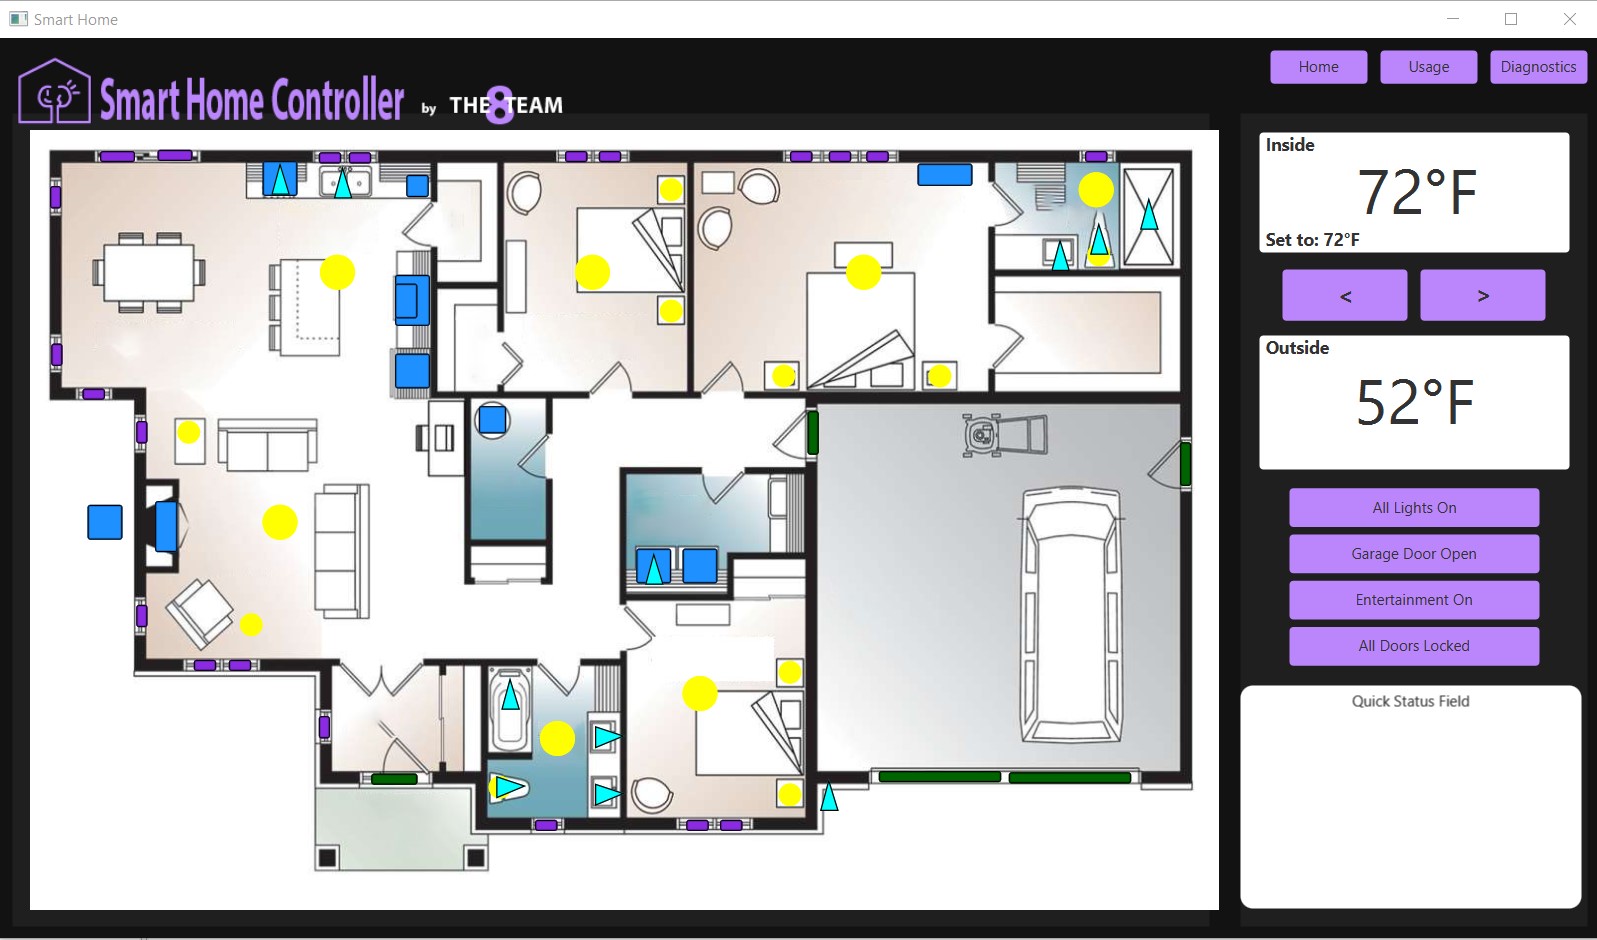 Smart Home
Home
Usage
Diagnostics
Smart Home Controller by THE 8 TEAM
Inside
72°F
Set to: 72°F
<
>
Outside
52°F
All Lights On
Garage Door Open
Entertainment On
All Doors Locked
Quick Status Field